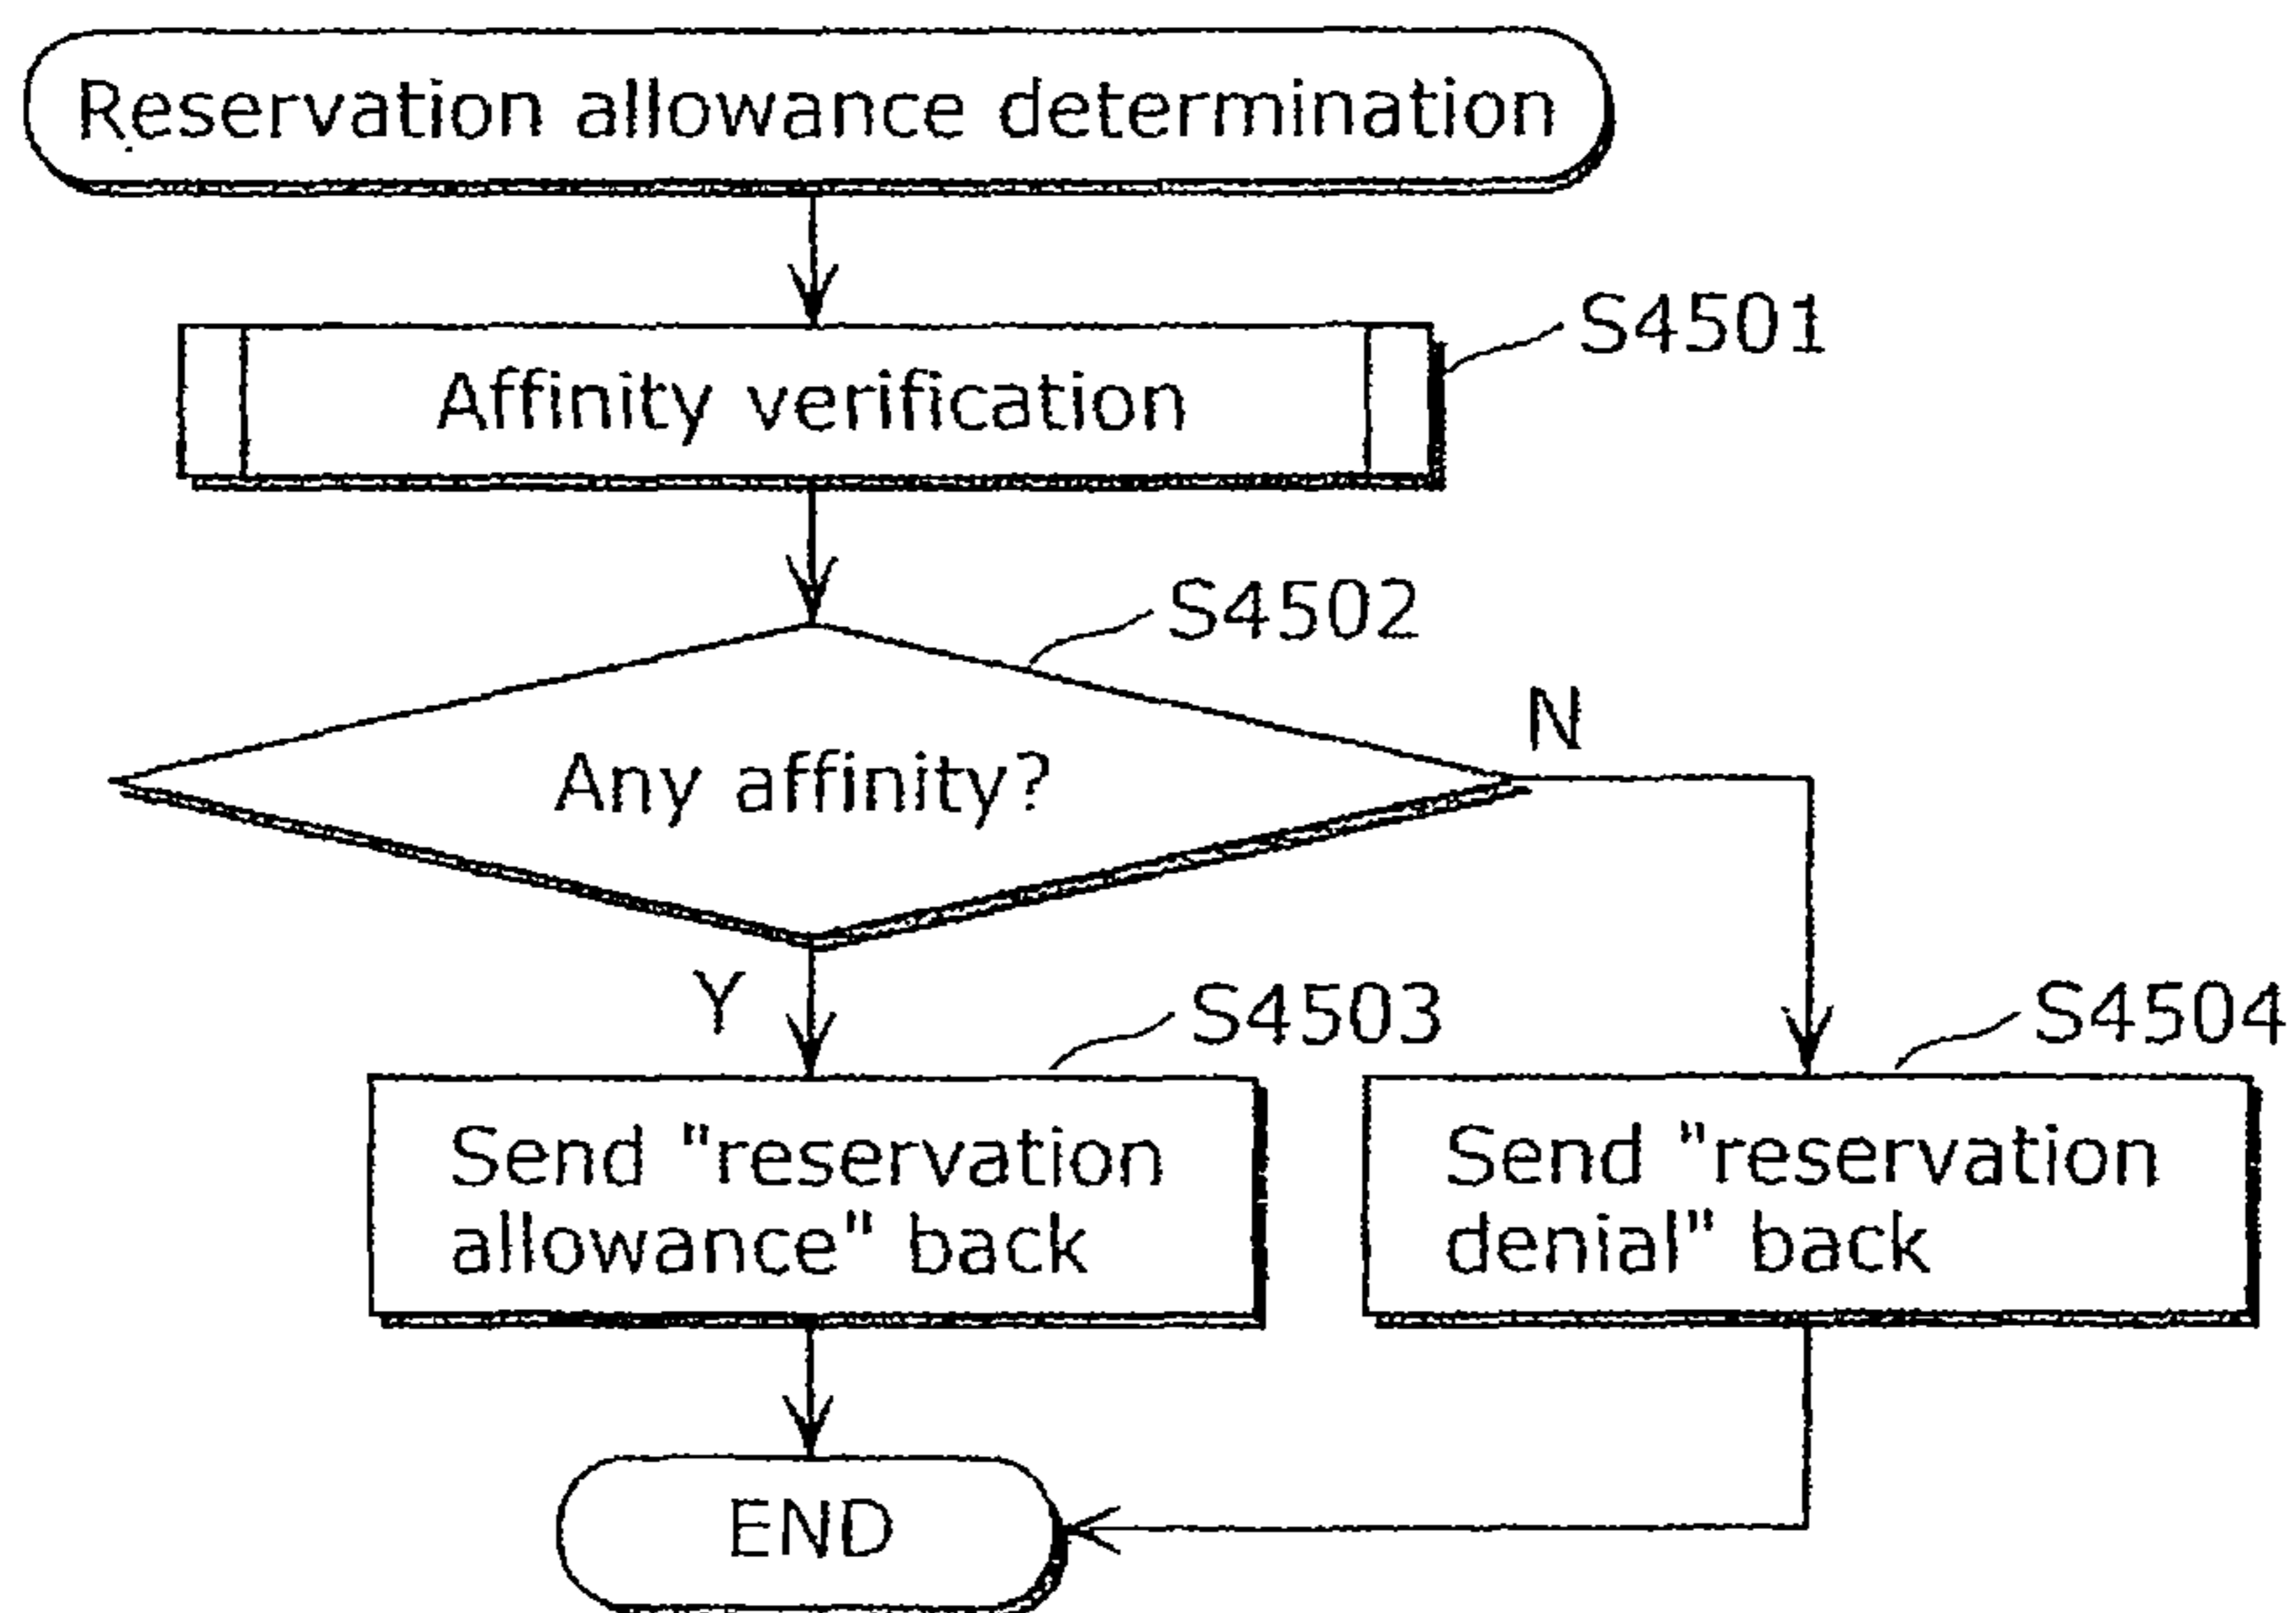 Reservation allowance determination
S4501
Affinity verification
S4502
N
Any affinity?
Y
S4503
S4504
Send "reservation
allowance" back
Send "reservation
denial" back
END